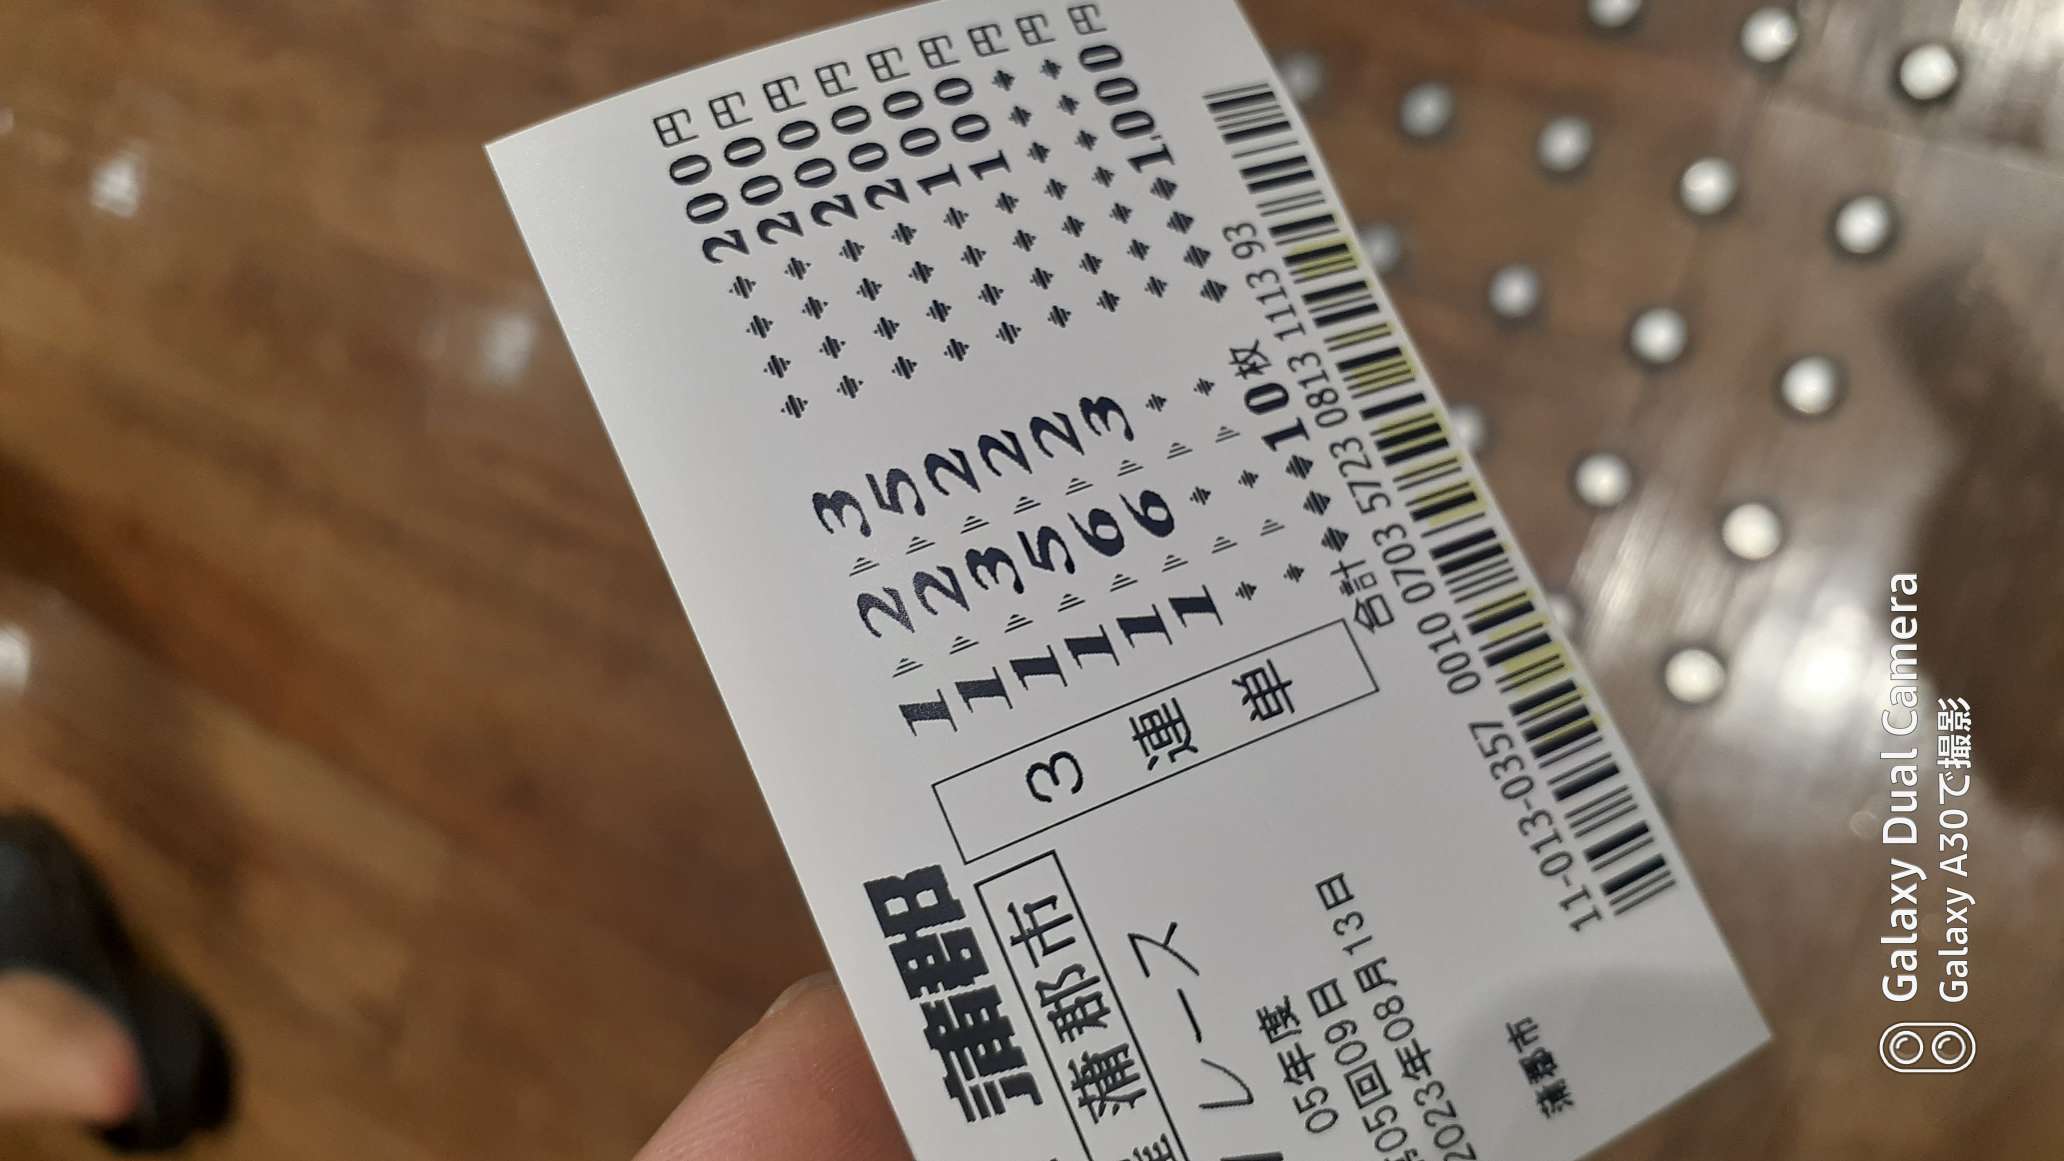 蒲郡
蒲郡市
レース
05年度
05回09日
2023年08月13日
3連単
1-2-3 ****200円
1-2-5 ****200円
1-3-2 ****200円
1-5-2 ****200円
1-6-2 ****100円
1-6-3 ****100円
*-*-* *******円
*-*-* *******円
合計 ***10枚 ****1,000円
蒲郡市
11-013-0357 0010 0703 5723 0813 1113 93
Galaxy Dual Camera
Galaxy A30で撮影